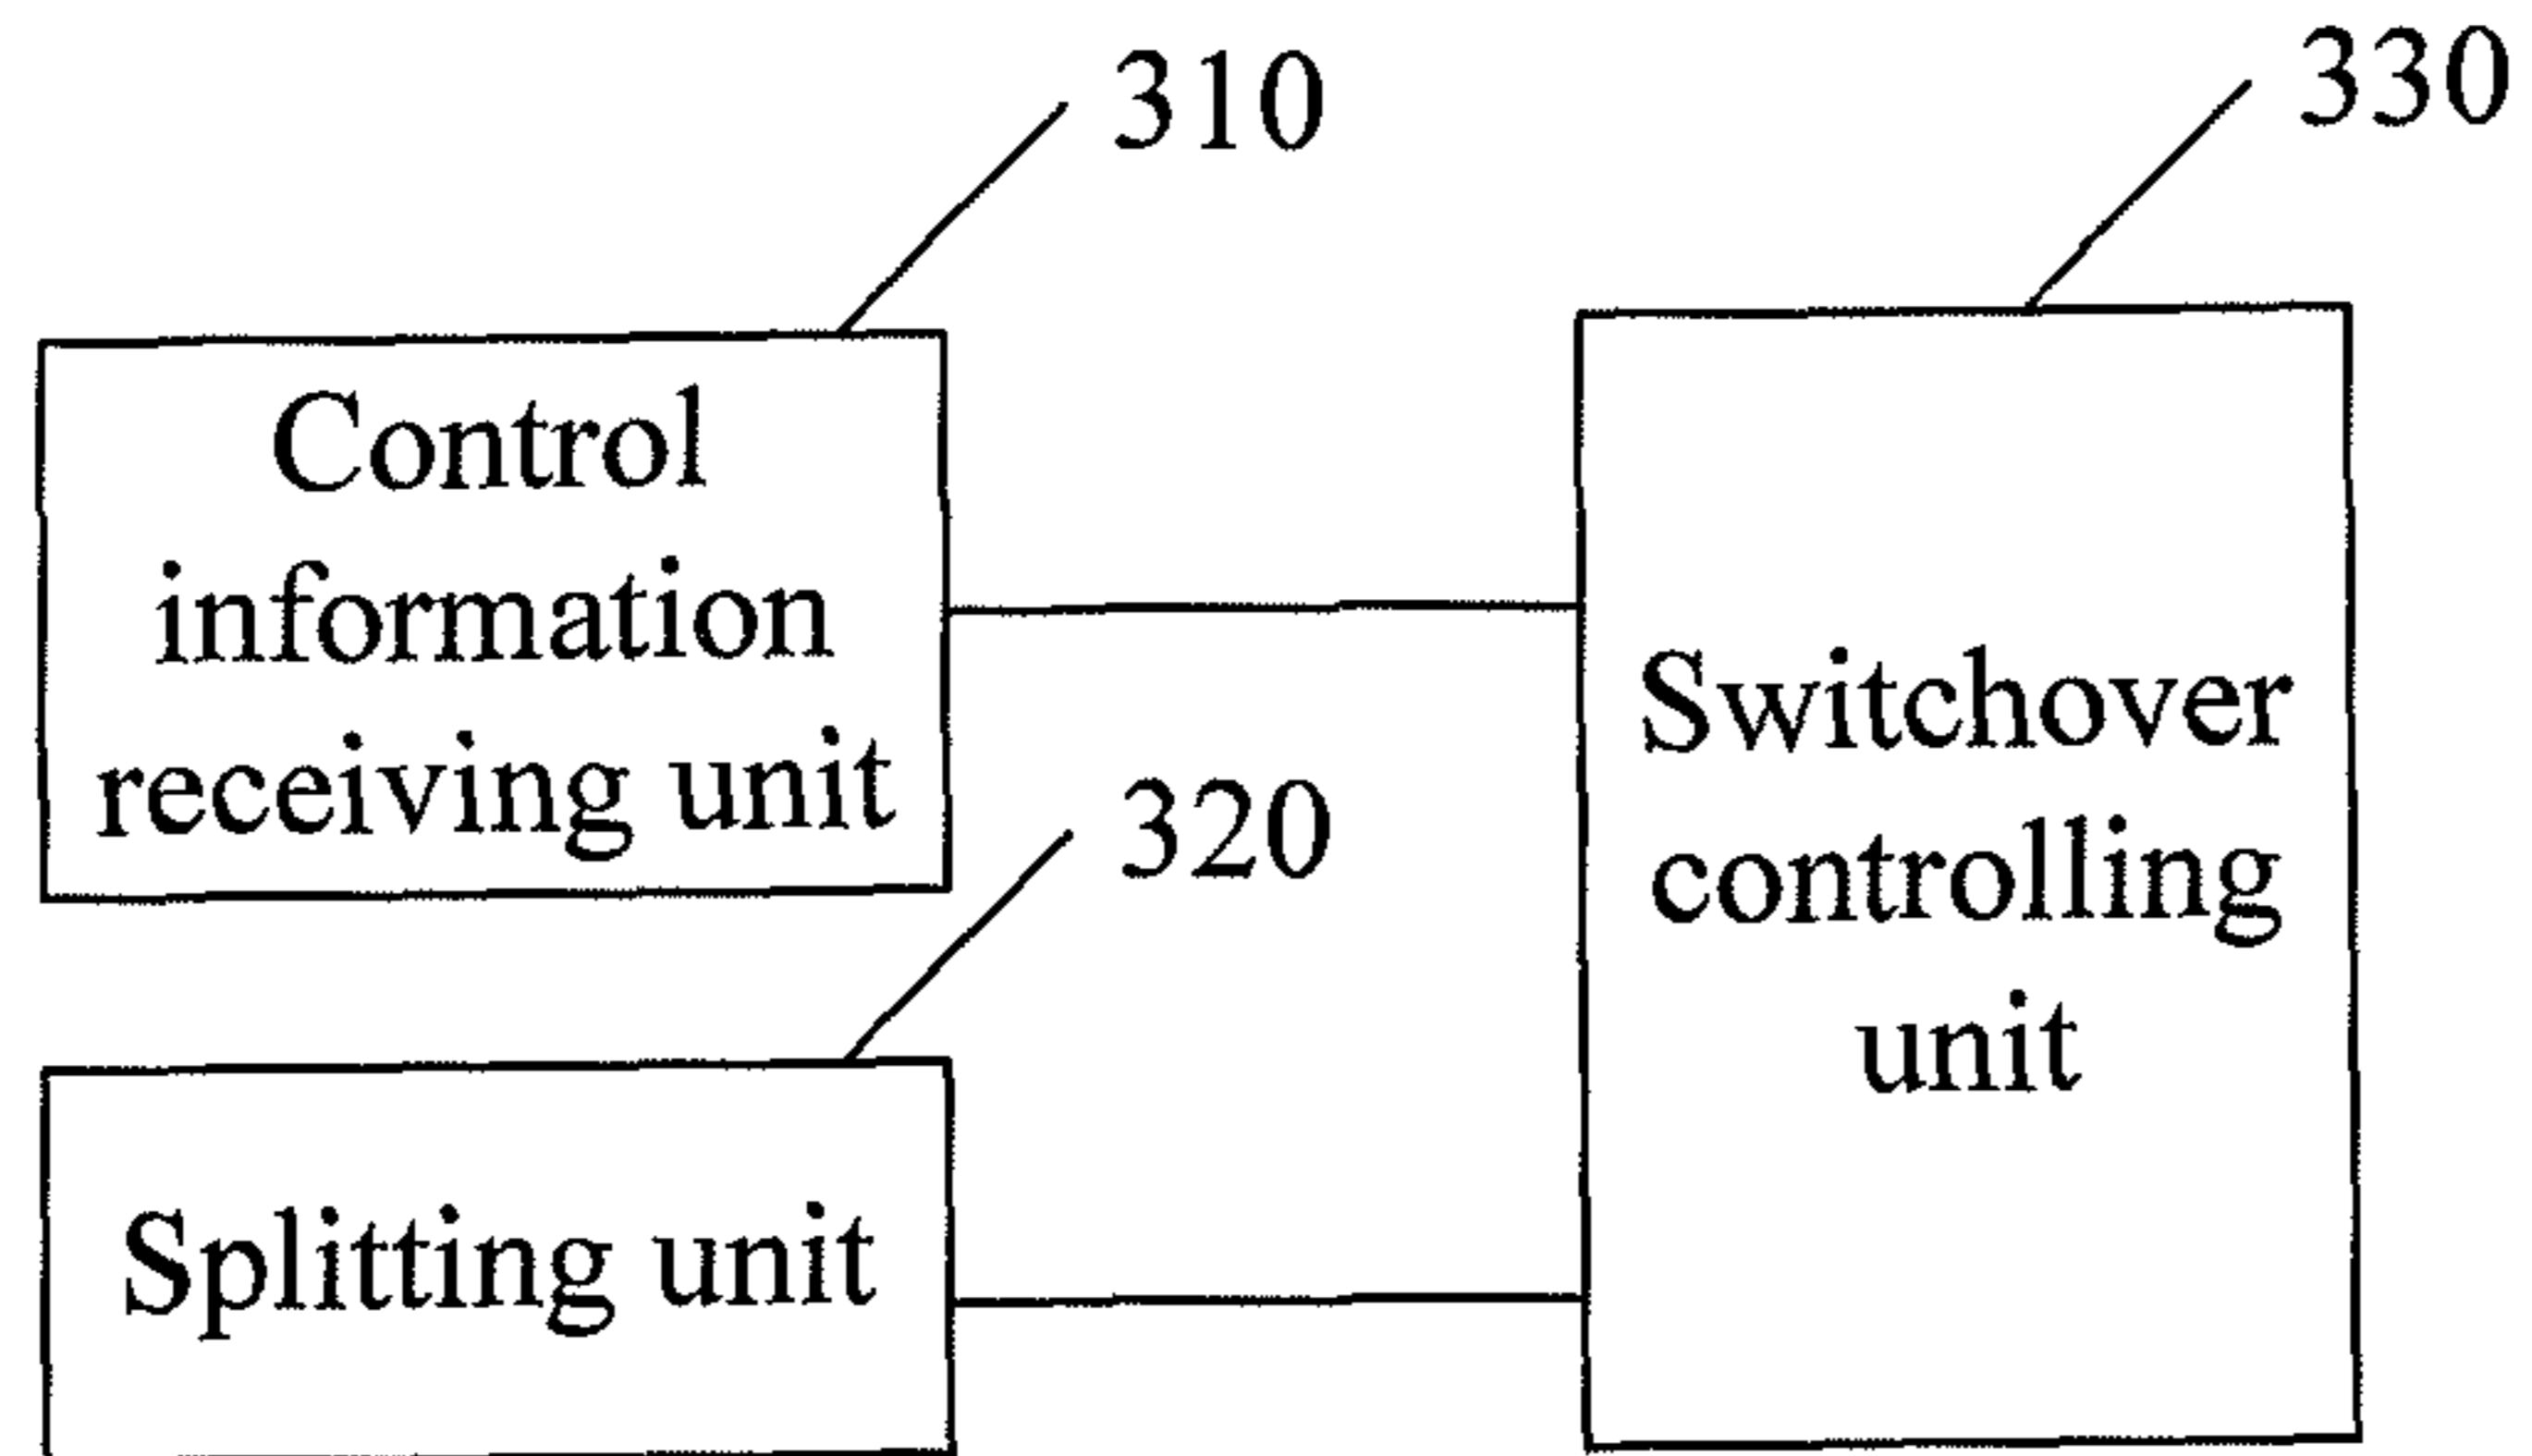 310
330
Control
information
receiving unit
320
Switchover
controlling
unit
Splitting unit